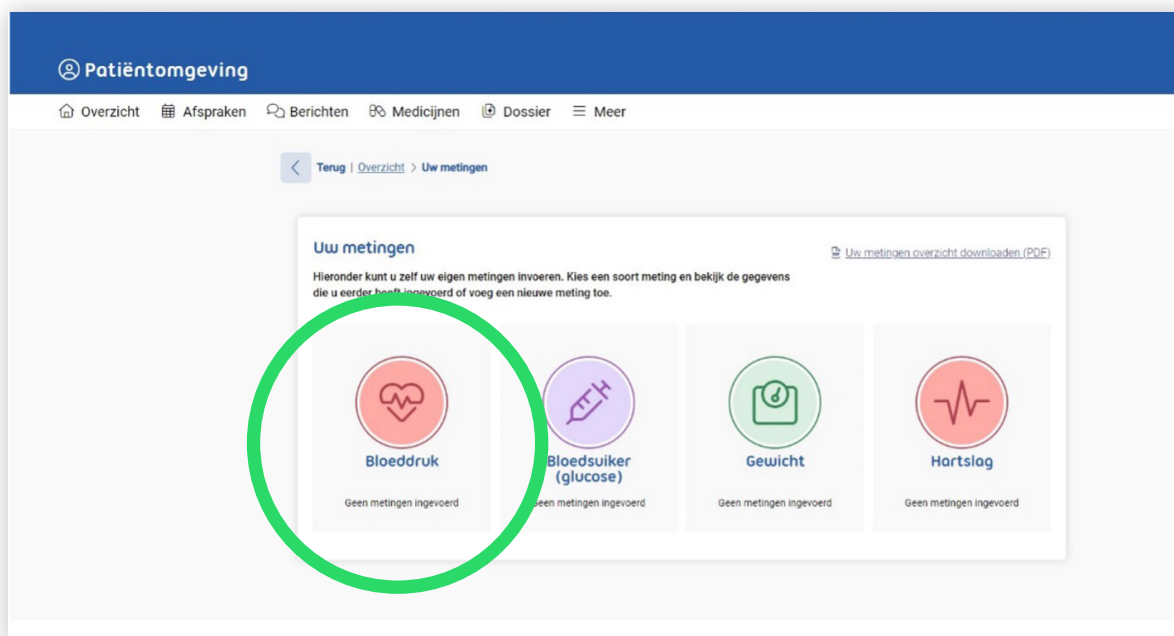 Patiëntomgeving
Overzicht Afspraken Berichten Medicijnen Dossier Meer
Terug | Overzicht > Uw metingen
Uw metingen
Uw metingen overzicht downloaden (PDF)
Hieronder kunt u zelf uw eigen metingen invoeren. Kies een soort meting en bekijk de gegevens
die u eerder heeft ingevoerd of voeg een nieuwe meting toe.
Bloeddruk
Geen metingen ingevoerd
Bloedsuiker
(glucose)
Geen metingen ingevoerd
Gewicht
Geen metingen ingevoerd
Hartslag
Geen metingen ingevoerd